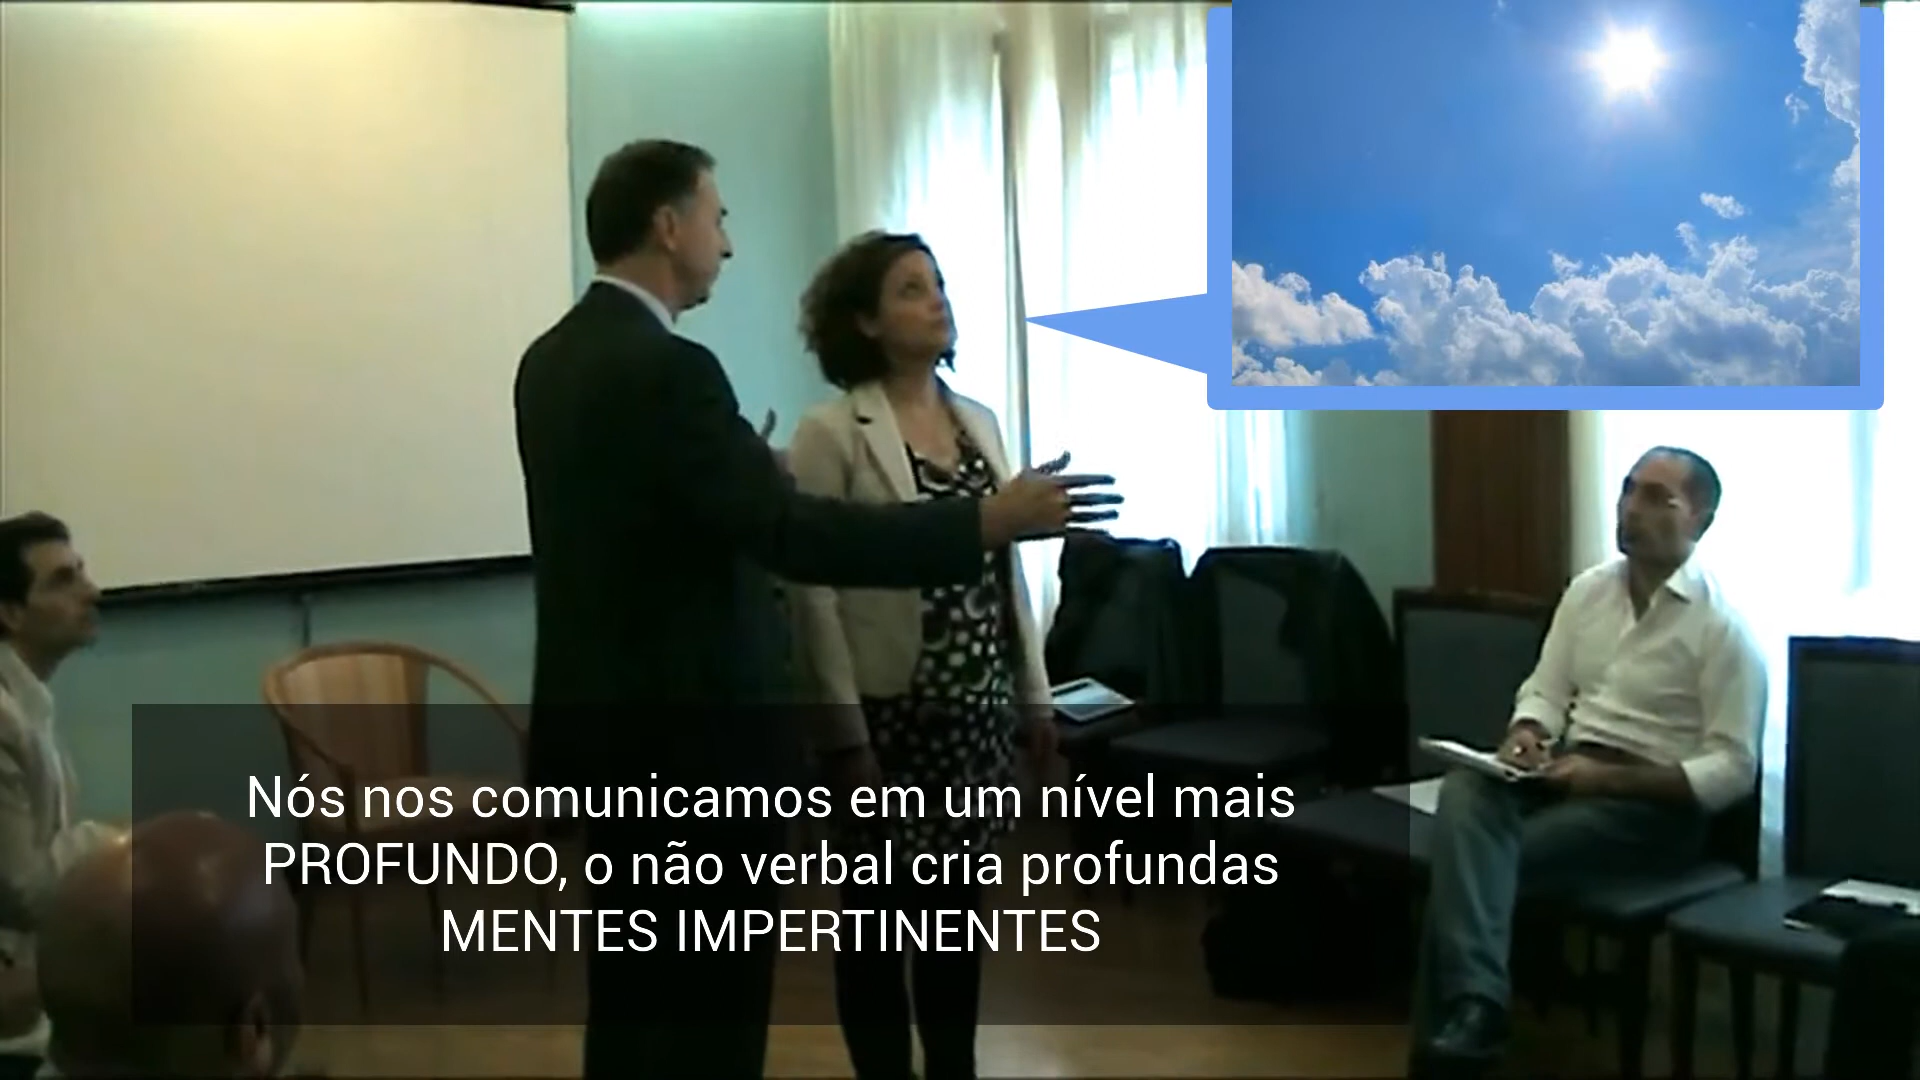 Nós nos comunicamos em um nível mais
PROFUNDO, o não verbal cria profundas
MENTES IMPERTINENTES